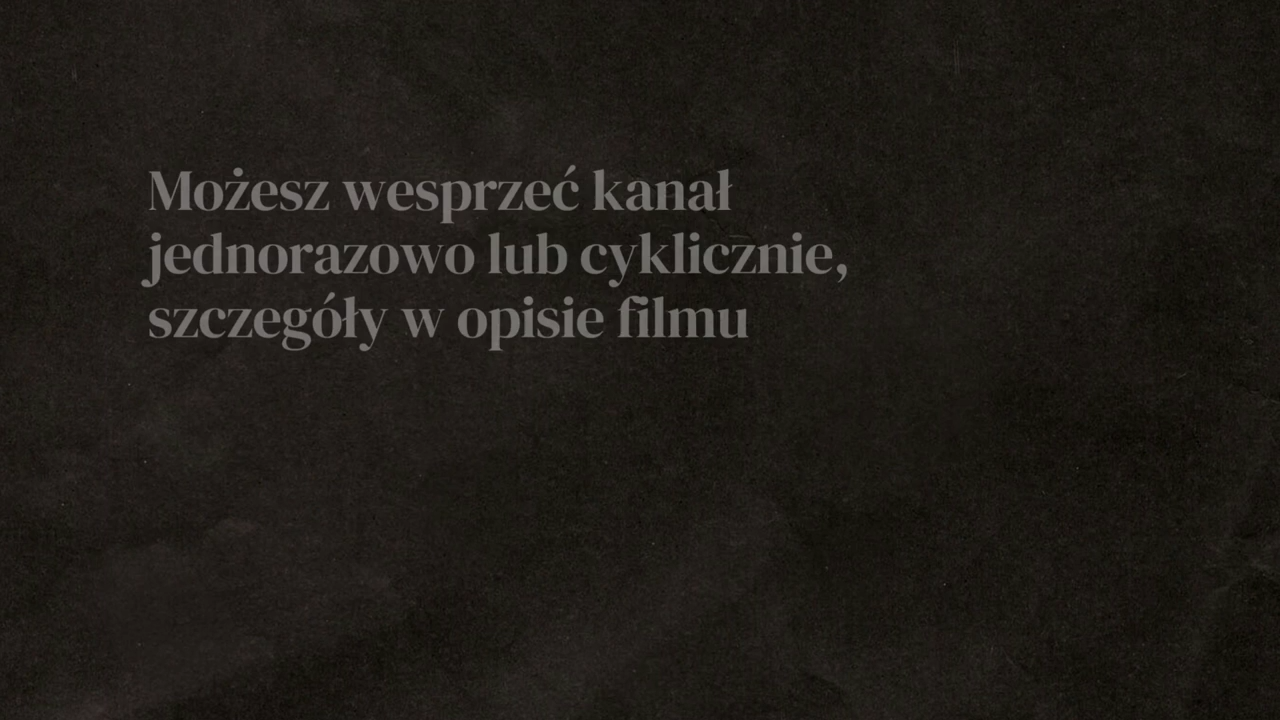 Możesz wesprzeć kanał
jednorazowo lub cyklicznie,
szczegóły w opisie filmu